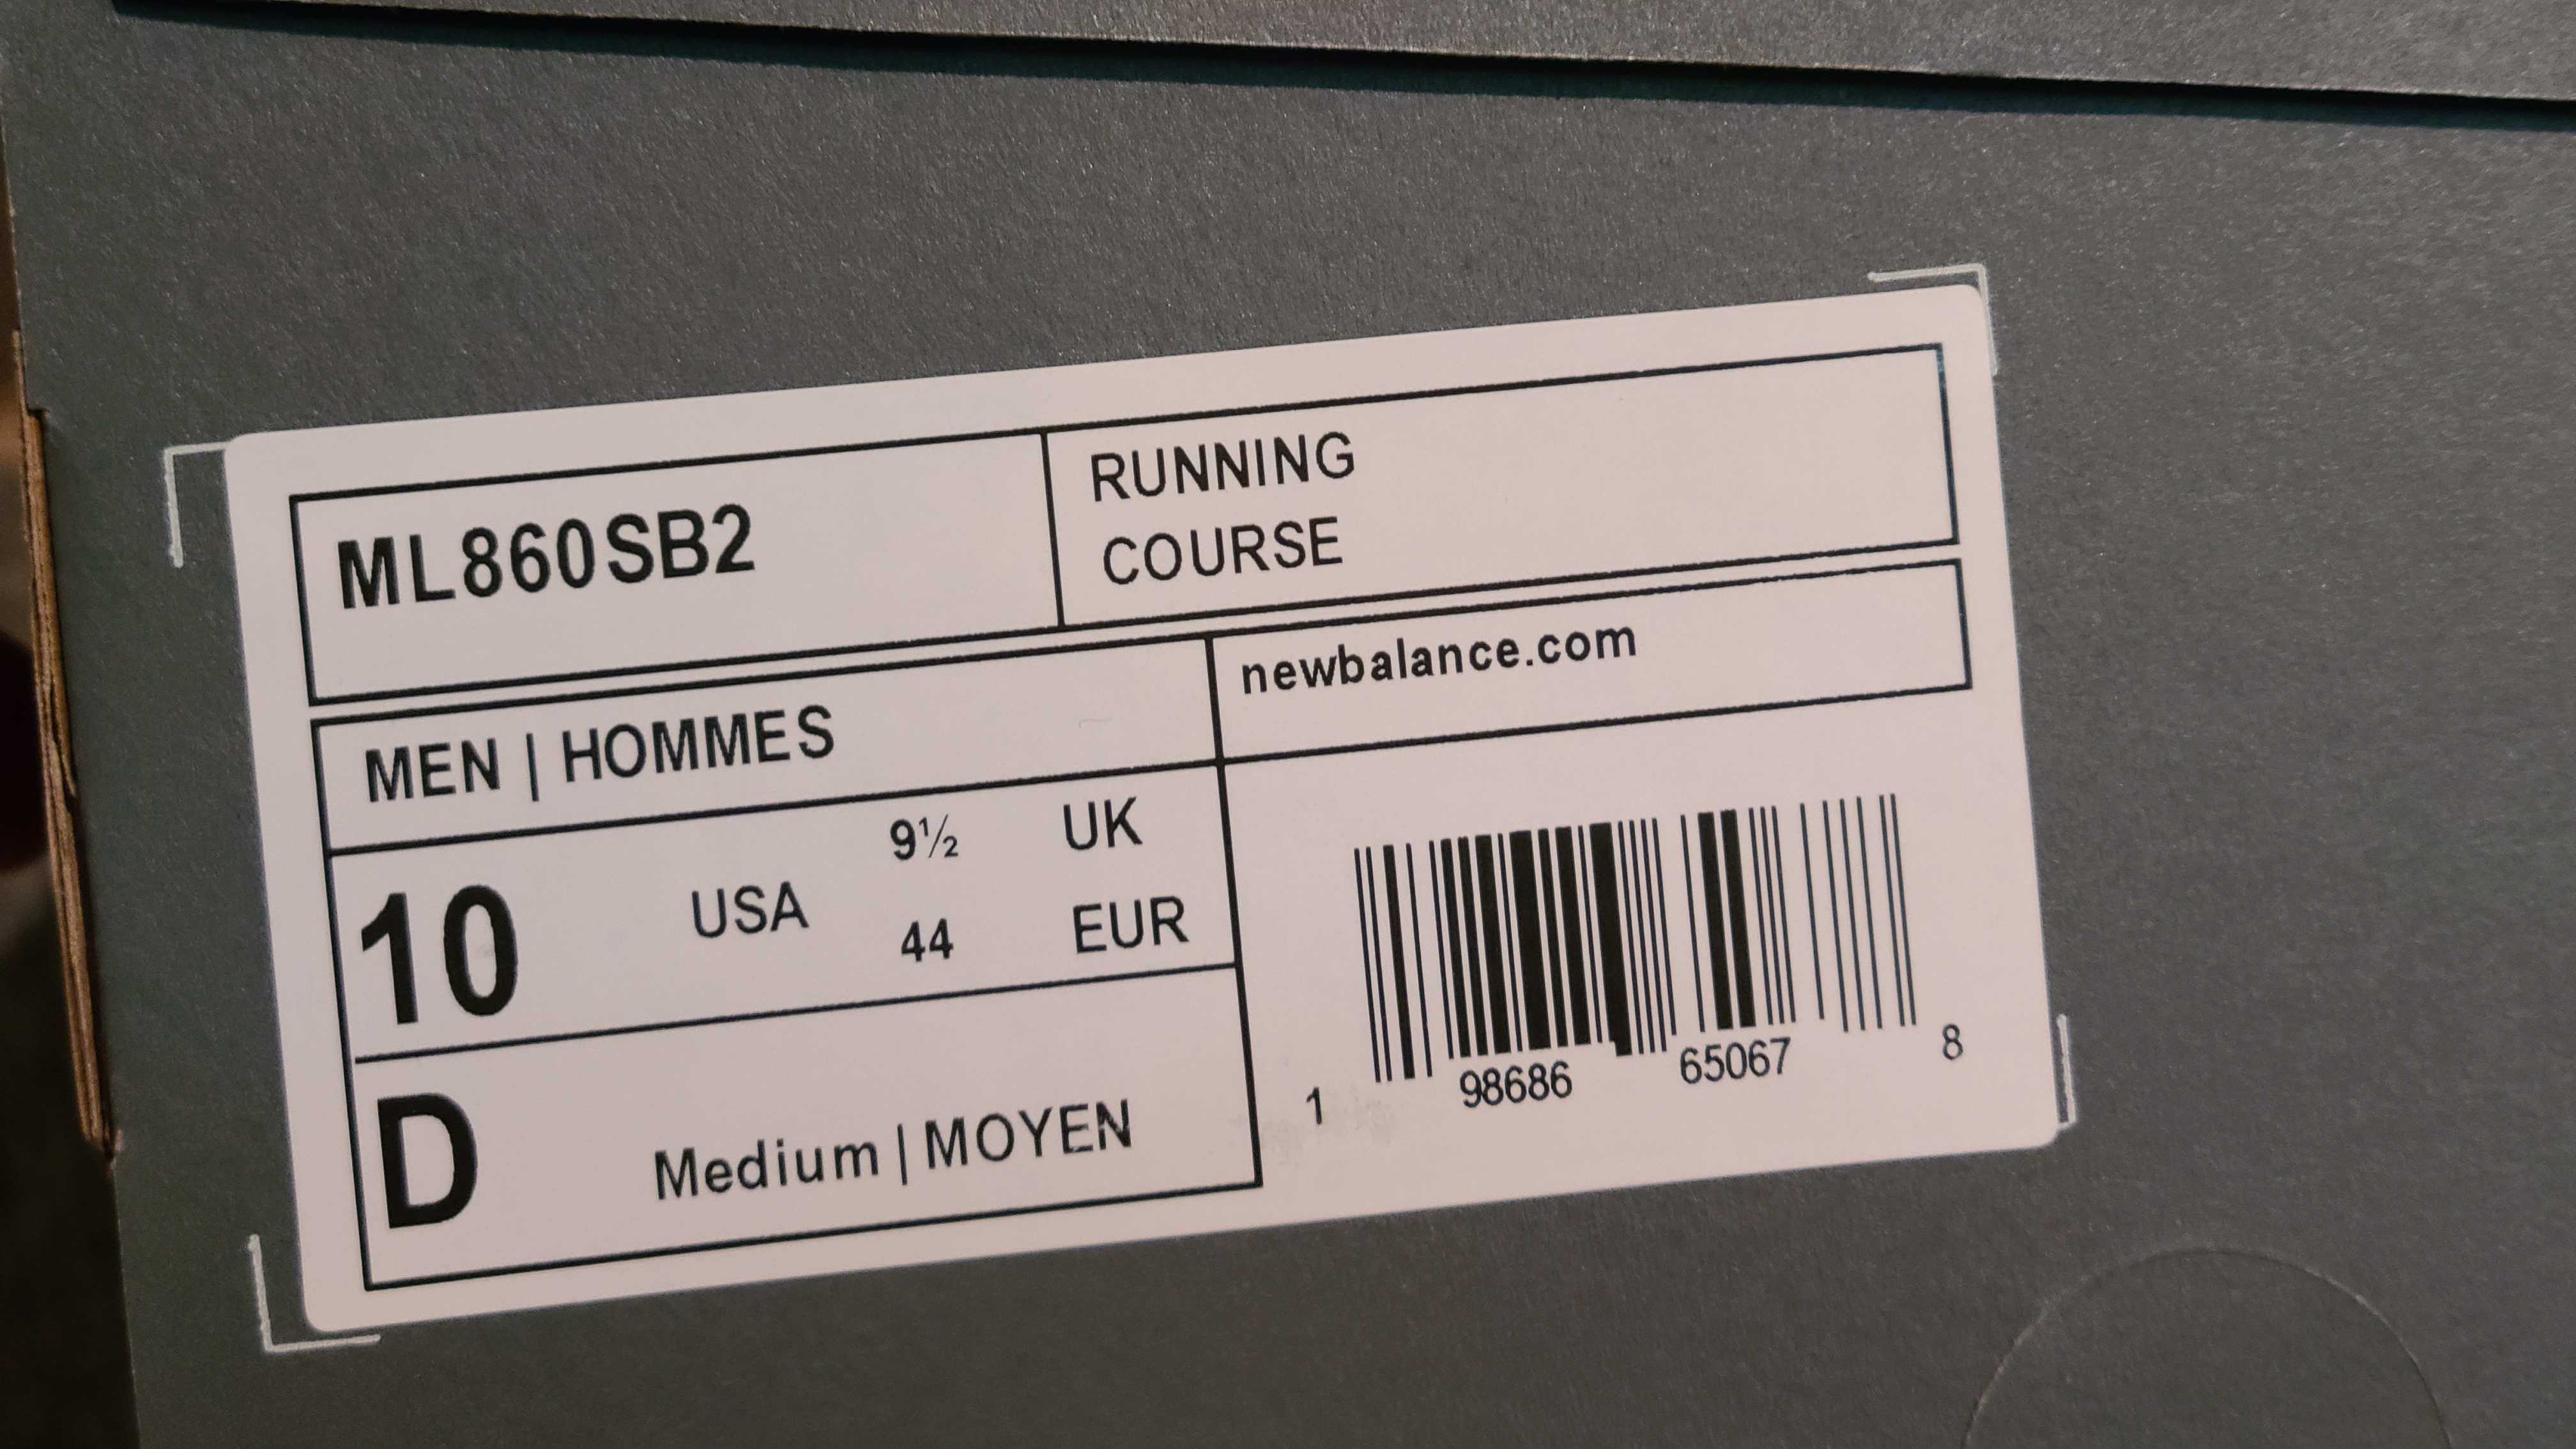 ML860SB2
RUNNING
COURSE
MEN | HOMMES
newbalance.com
10 USA
9½ UK
44 EUR
D Medium | MOYEN
1 98686 65067 8